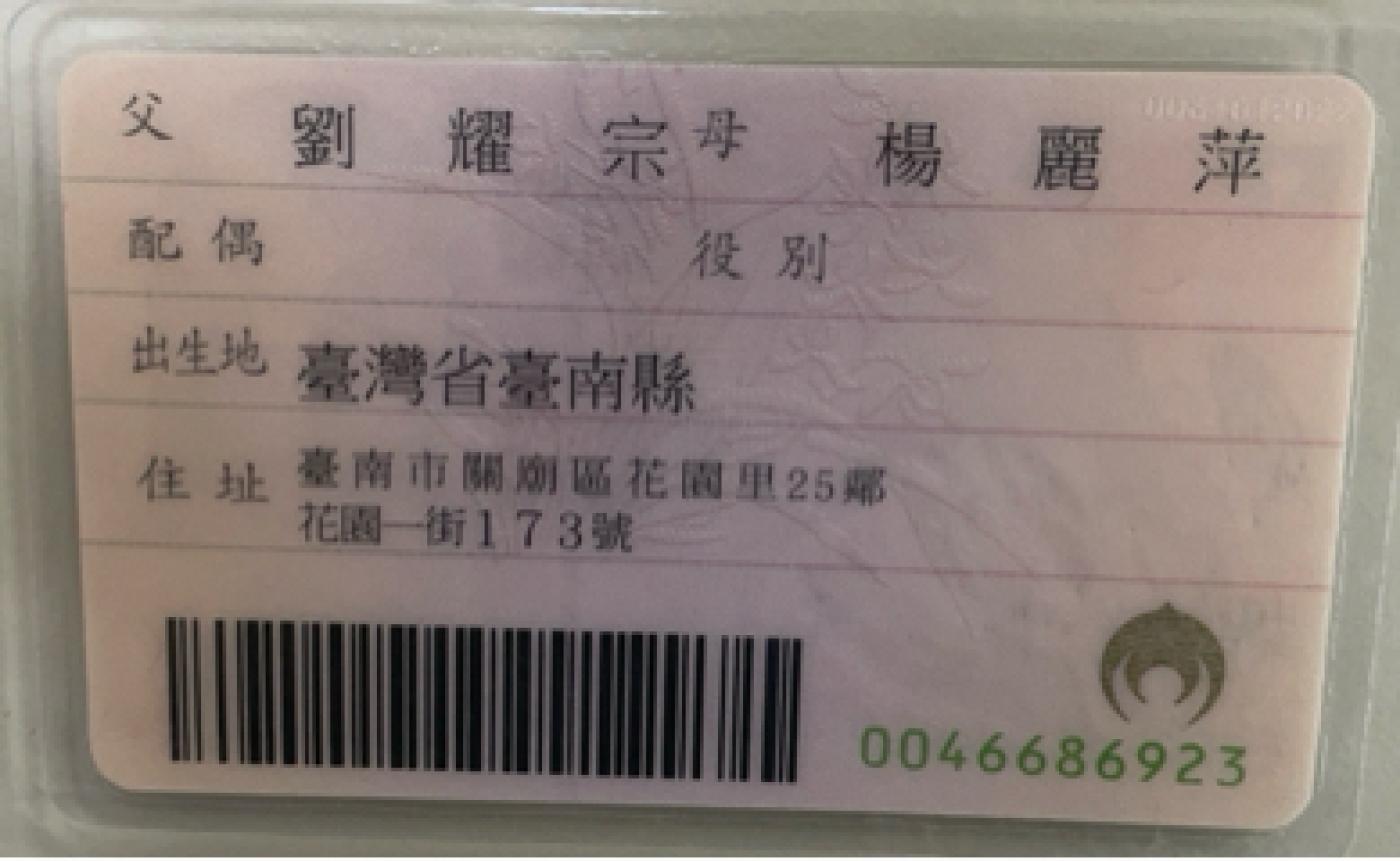 父 劉耀宗 母 楊麗萍
配偶 役別
出生地 臺灣省臺南縣
住址 臺南市關廟區花園里25鄰
花園一街173號
0046686923